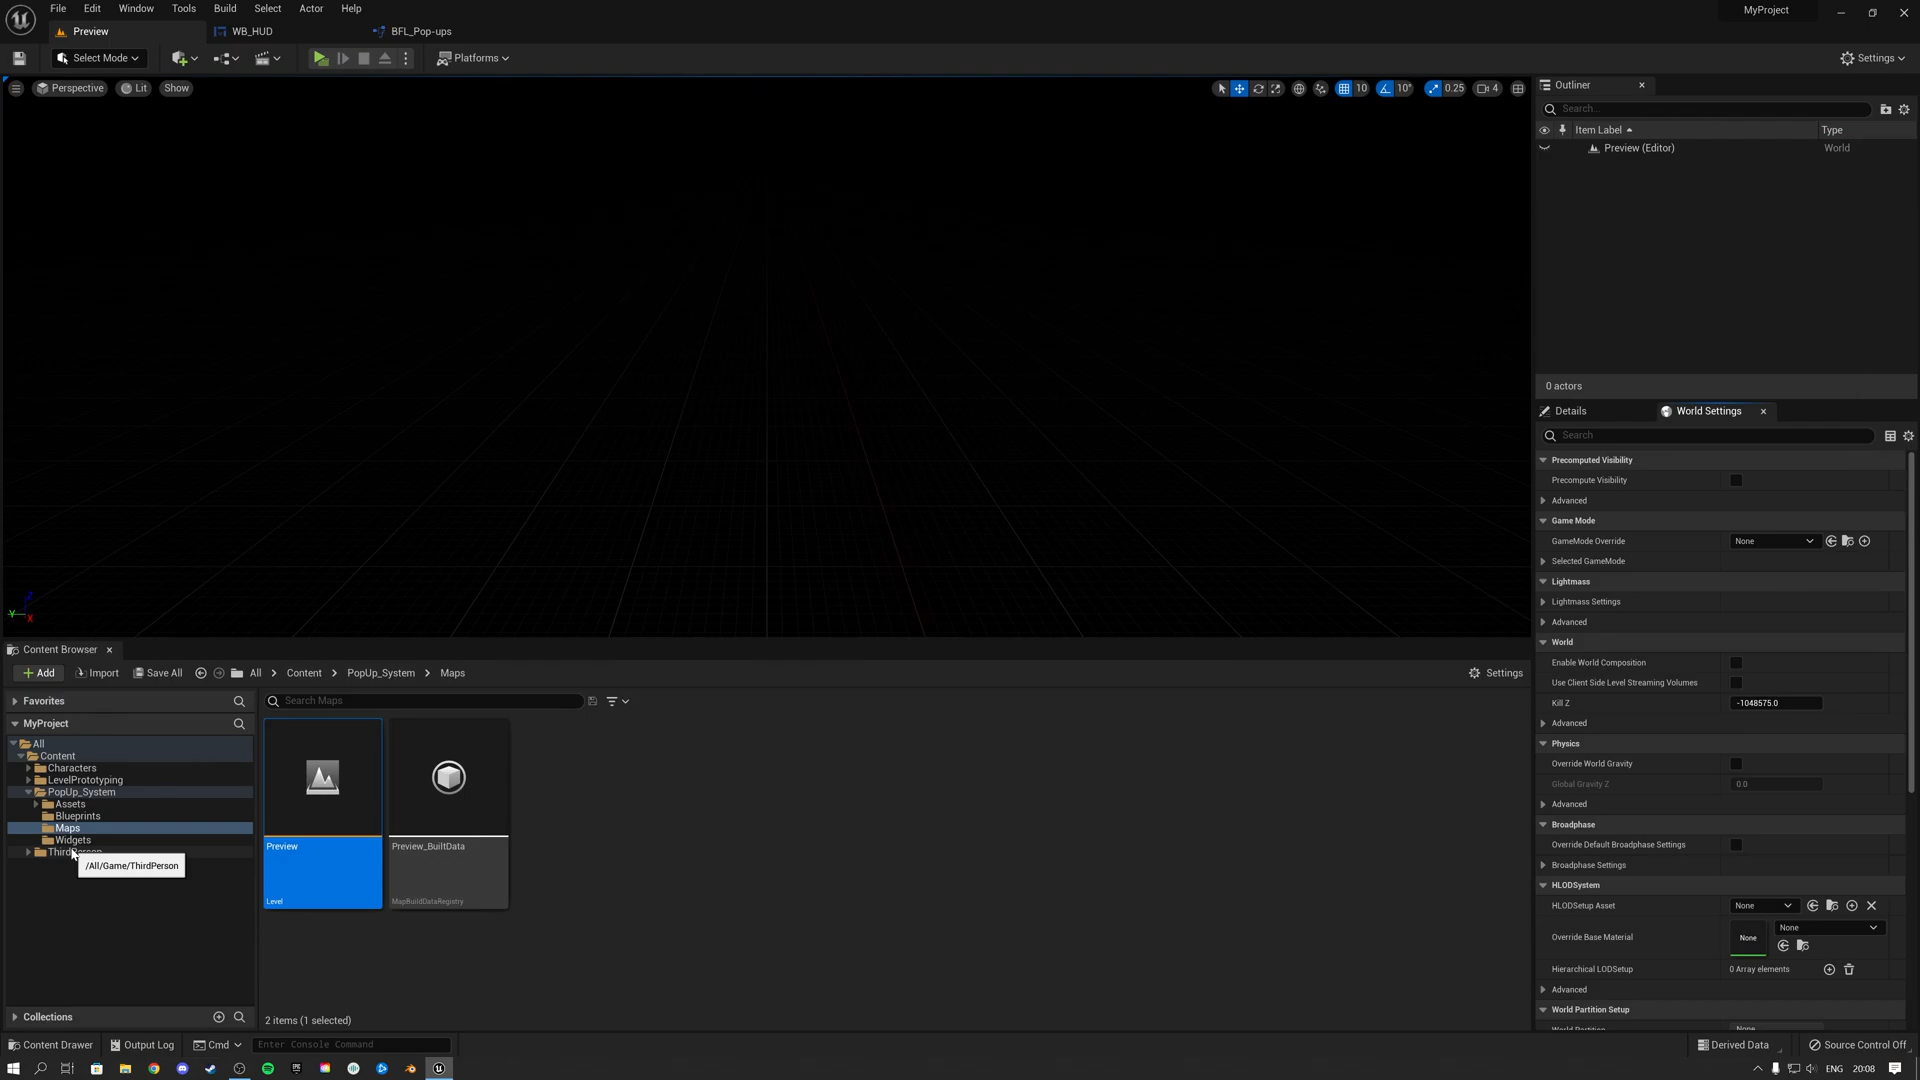 File Edit Window Tools Build Select Actor Help
MyProject
Preview WB_HUD BFL_Pop-ups
Select Mode Platforms Settings
Perspective Lit Show 10 10° 0.25 4
Outliner
Search...
Item Label Type
Preview (Editor) World
0 actors
Details World Settings
Search
Precomputed Visibility
Precompute Visibility
Advanced
Game Mode
GameMode Override None
Selected GameMode
Lightmass
Lightmass Settings
Advanced
World
Enable World Composition
Use Client Side Level Streaming Volumes
Kill Z -1048575.0
Advanced
Physics
Override World Gravity
Global Gravity Z 0.0
Advanced
Broadphase
Override Default Broadphase Settings
Broadphase Settings
HLODSystem
HLODSetup Asset None
Override Base Material None None
Hierarchical LODSetup 0 Array elements
Advanced
World Partition Setup
Z
Y
X
Content Browser
Add Import Save All All Content PopUp_System Maps Settings
Favorites
Search Maps
MyProject
All
Content
Characters
LevelPrototyping
PopUp_System
Assets
Blueprints
Maps
Widgets
ThirdPerson
/All/Game/ThirdPerson
Preview
Level
Preview_BuiltData
MapBuildDataRegistry
Collections
2 items (1 selected)
Content Drawer Output Log Cmd Enter Console Command Derived Data Source Control Off
ENG 20:08